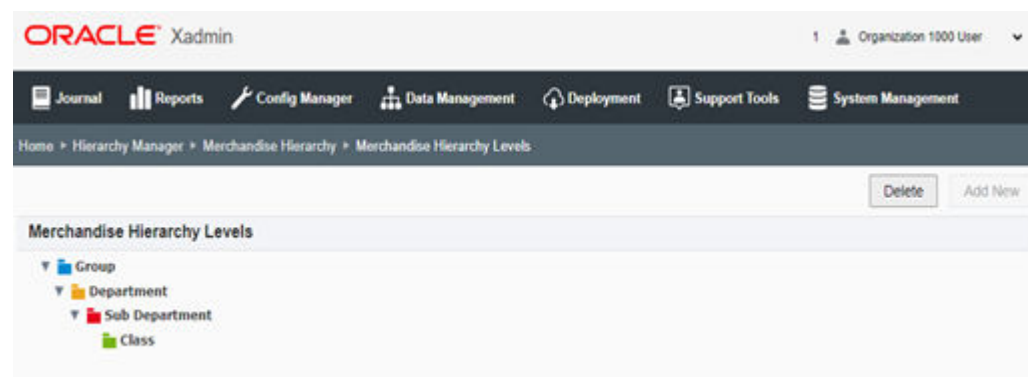 ORACLE® Xadmin 1 Organization 1000 User
Journal Reports Config Manager Data Management Deployment Support Tools System Management
Home Hierarchy Manager Merchandise Hierarchy Merchandise Hierarchy Levels
Delete Add New
Merchandise Hierarchy Levels
Group
Department
Sub Department
Class